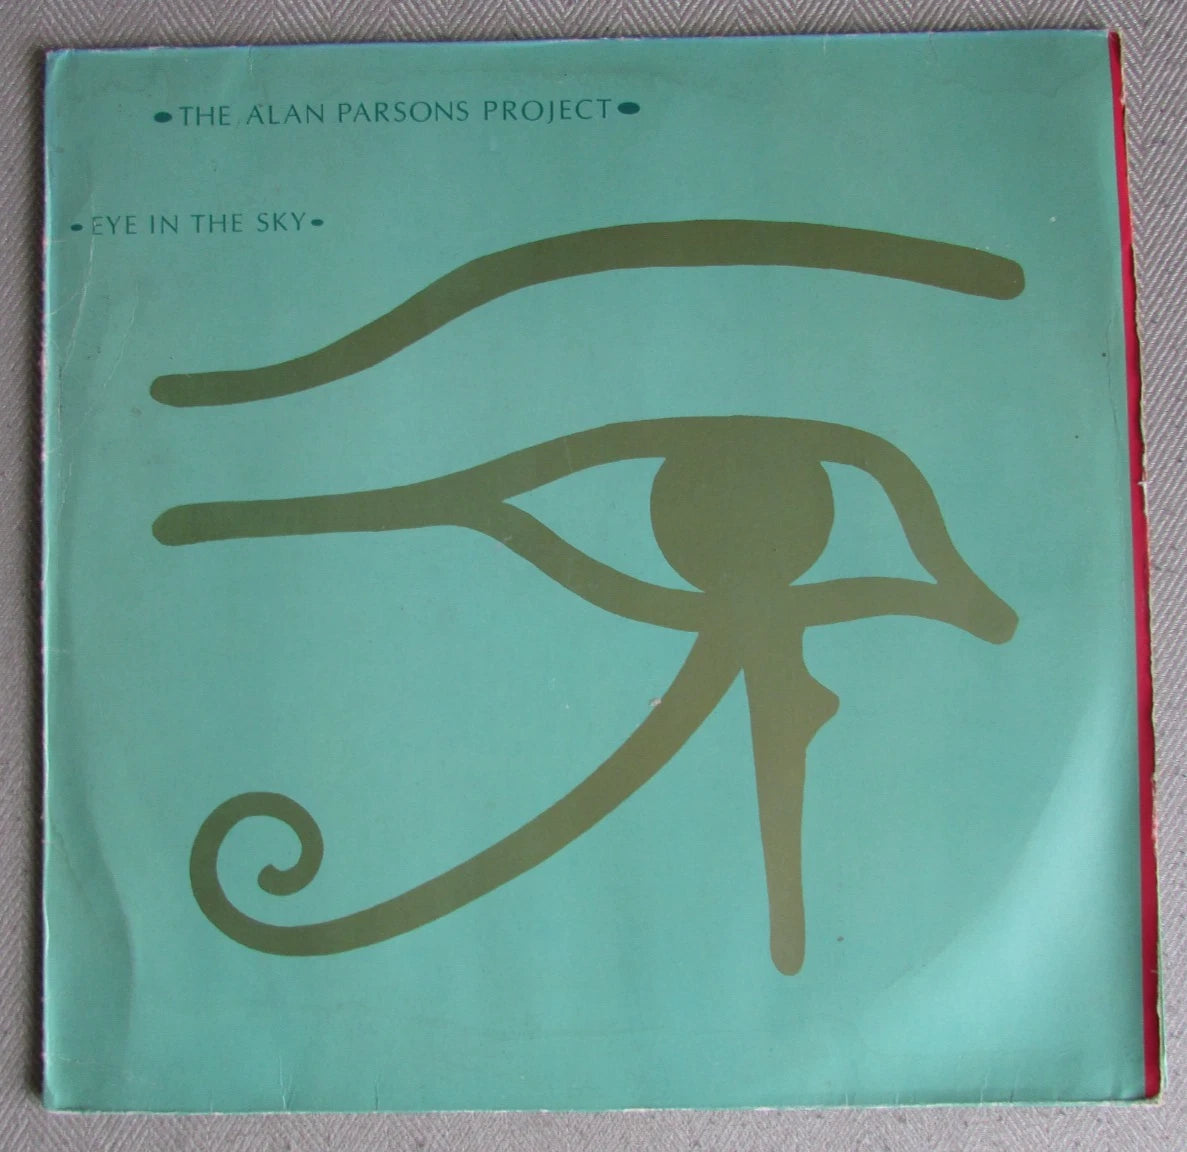 •THE ALAN PARSONS PROJECT•
•EYE IN THE SKY•